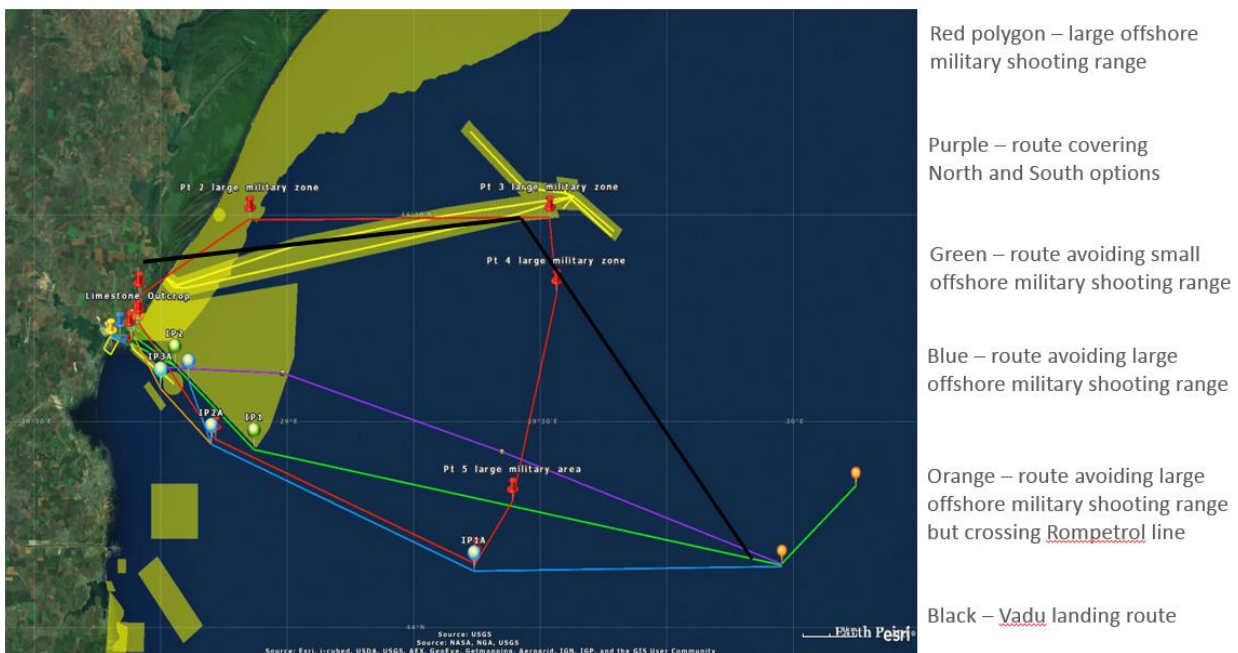 Pt 2 large military zone
Pt 3 large military zone
44°30'N
Pt 4 large military zone
Limestone Outcrop
IP2
IP3A
IP2A
IP1
28°30'E
29°E
29°30'E
30°E
Pt 5 large military area
IP1A
44°N
Source: USGS
Source: NASA, NGA, USGS
Source: Esri, i-cubed, USDA, USGS, AEX, GeoEye, Getmapping, Aerogrid, IGN, IGP, and the GIS User Community
Earth Point
esri
Red polygon – large offshore
military shooting range
Purple – route covering
North and South options
Green – route avoiding small
offshore military shooting range
Blue – route avoiding large
offshore military shooting range
Orange – route avoiding large
offshore military shooting range
but crossing Rompetrol line
Black – Vadu landing route